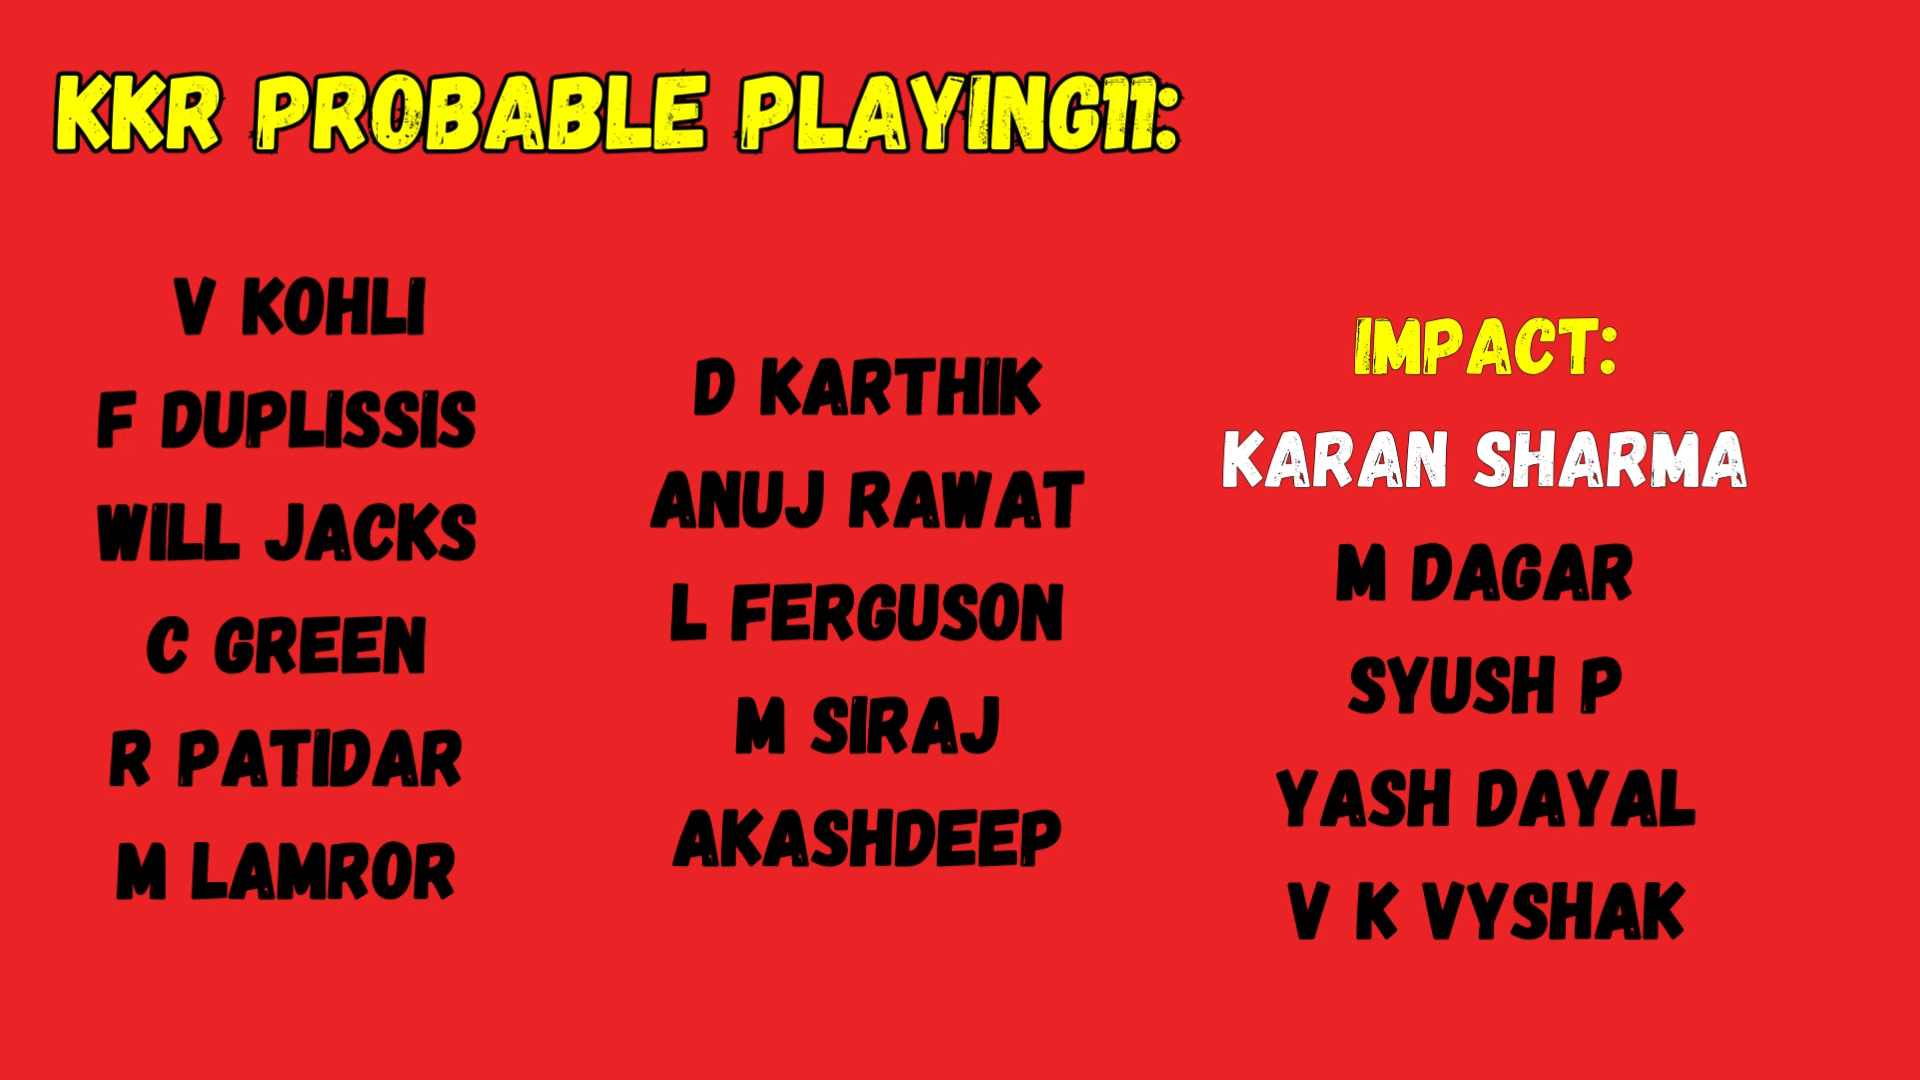 KKR PROBABLE PLAYING11:
V KOHLI
F DUPLISSIS
WILL JACKS
C GREEN
R PATIDAR
M LAMROR
D KARTHIK
ANUJ RAWAT
L FERGUSON
M SIRAJ
AKASHDEEP
IMPACT:
KARAN SHARMA
M DAGAR
SYUSH P
YASH DAYAL
V K VYSHAK